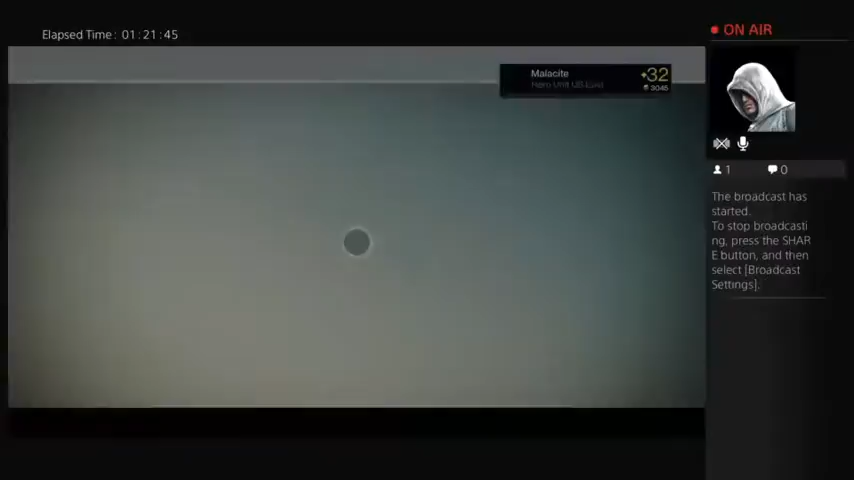 Elapsed Time: 01:21:45
ON AIR
Malacite
+32
3045
1
0
The broadcast has
started.
To stop broadcasti
ng, press the SHAR
E button, and then
select [Broadcast
Settings].